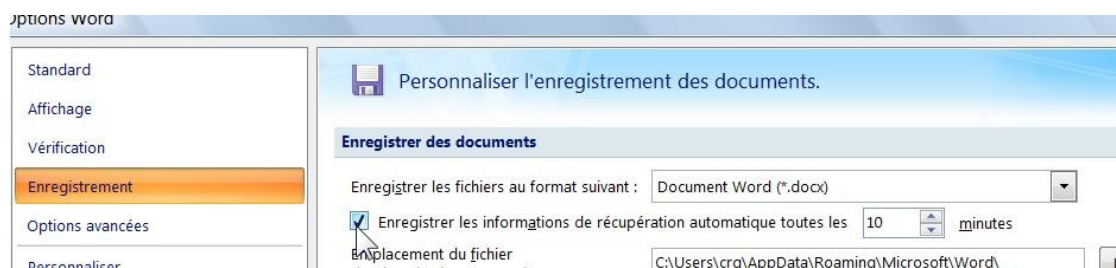 Options Word
Standard
Affichage
Vérification
Enregistrement
Options avancées
Personnaliser
Personnaliser l'enregistrement des documents.
Enregistrer des documents
Enregistrer les fichiers au format suivant : Document Word (*.docx)
Enregistrer les informations de récupération automatique toutes les 10 minutes
Emplacement du fichier
C:\Users\crq\AppData\Roaming\Microsoft\Word\